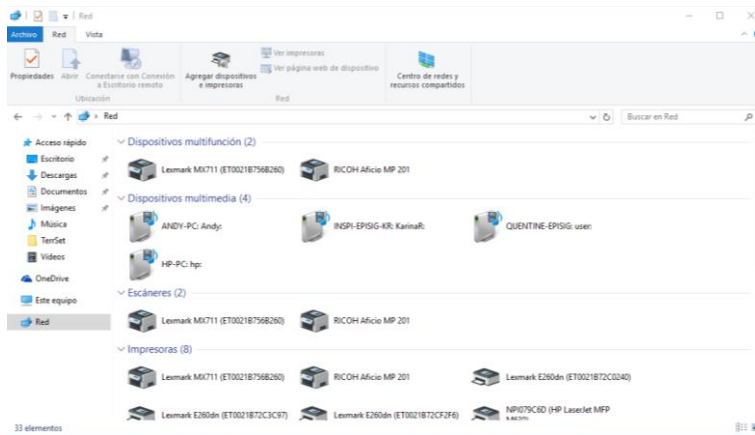 Red
Archivo Red Vista
Propiedades
Abrir
Conectarse con Conexión
a Escritorio remoto
Agregar dispositivos
e impresoras
Ver impresoras
Ver página web de dispositivo
Centro de redes y
recursos compartidos
Ubicación
Red
Red
Buscar en Red
Acceso rápido
Escritorio
Descargas
Documentos
Imágenes
Música
TerrSet
Vídeos
OneDrive
Este equipo
Red
Dispositivos multifunción (2)
Lexmark MX711 (ET0021B756B260)
RICOH Aficio MP 201
Dispositivos multimedia (4)
ANDY-PC: Andy:
INSPI-EPISIG-KR: KarinaR:
QUENTINE-EPISIG: user:
HP-PC: hp:
Escáneres (2)
Lexmark MX711 (ET0021B756B260)
RICOH Aficio MP 201
Impresoras (8)
Lexmark MX711 (ET0021B756B260)
RICOH Aficio MP 201
Lexmark E260dn (ET0021B72C0240)
Lexmark E260dn (ET0021B72C3C97)
Lexmark E260dn (ET0021B72CF2F6)
NPI079C6D (HP LaserJet MFP
33 elementos